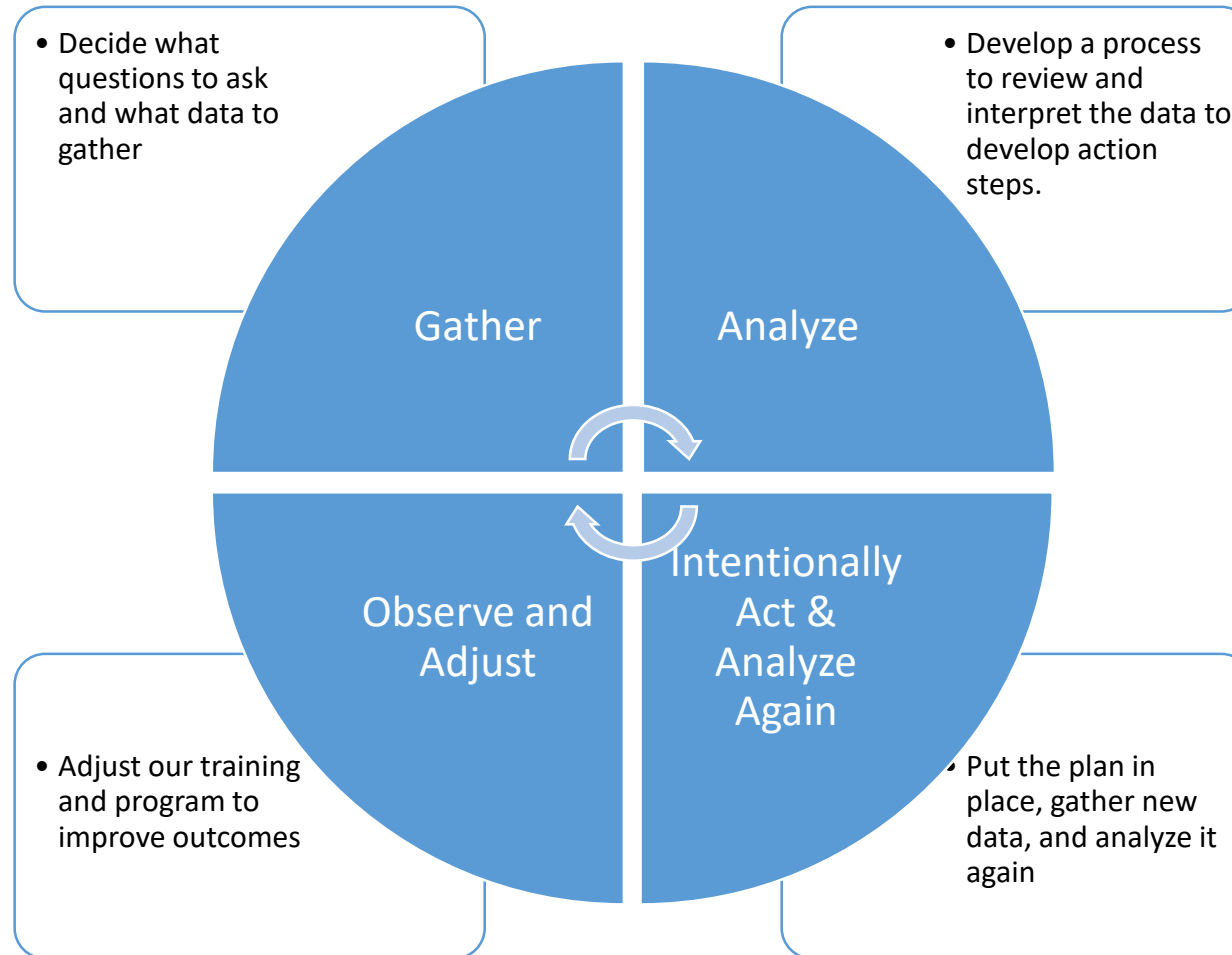 • Decide what
questions to ask
and what data to
gather
• Develop a process
to review and
interpret the data to
develop action
steps.
Gather
Analyze
Observe and
Adjust
Intentionally
Act &
Analyze
Again
• Adjust our training
and program to
improve outcomes
• Put the plan in
place, gather new
data, and analyze it
again